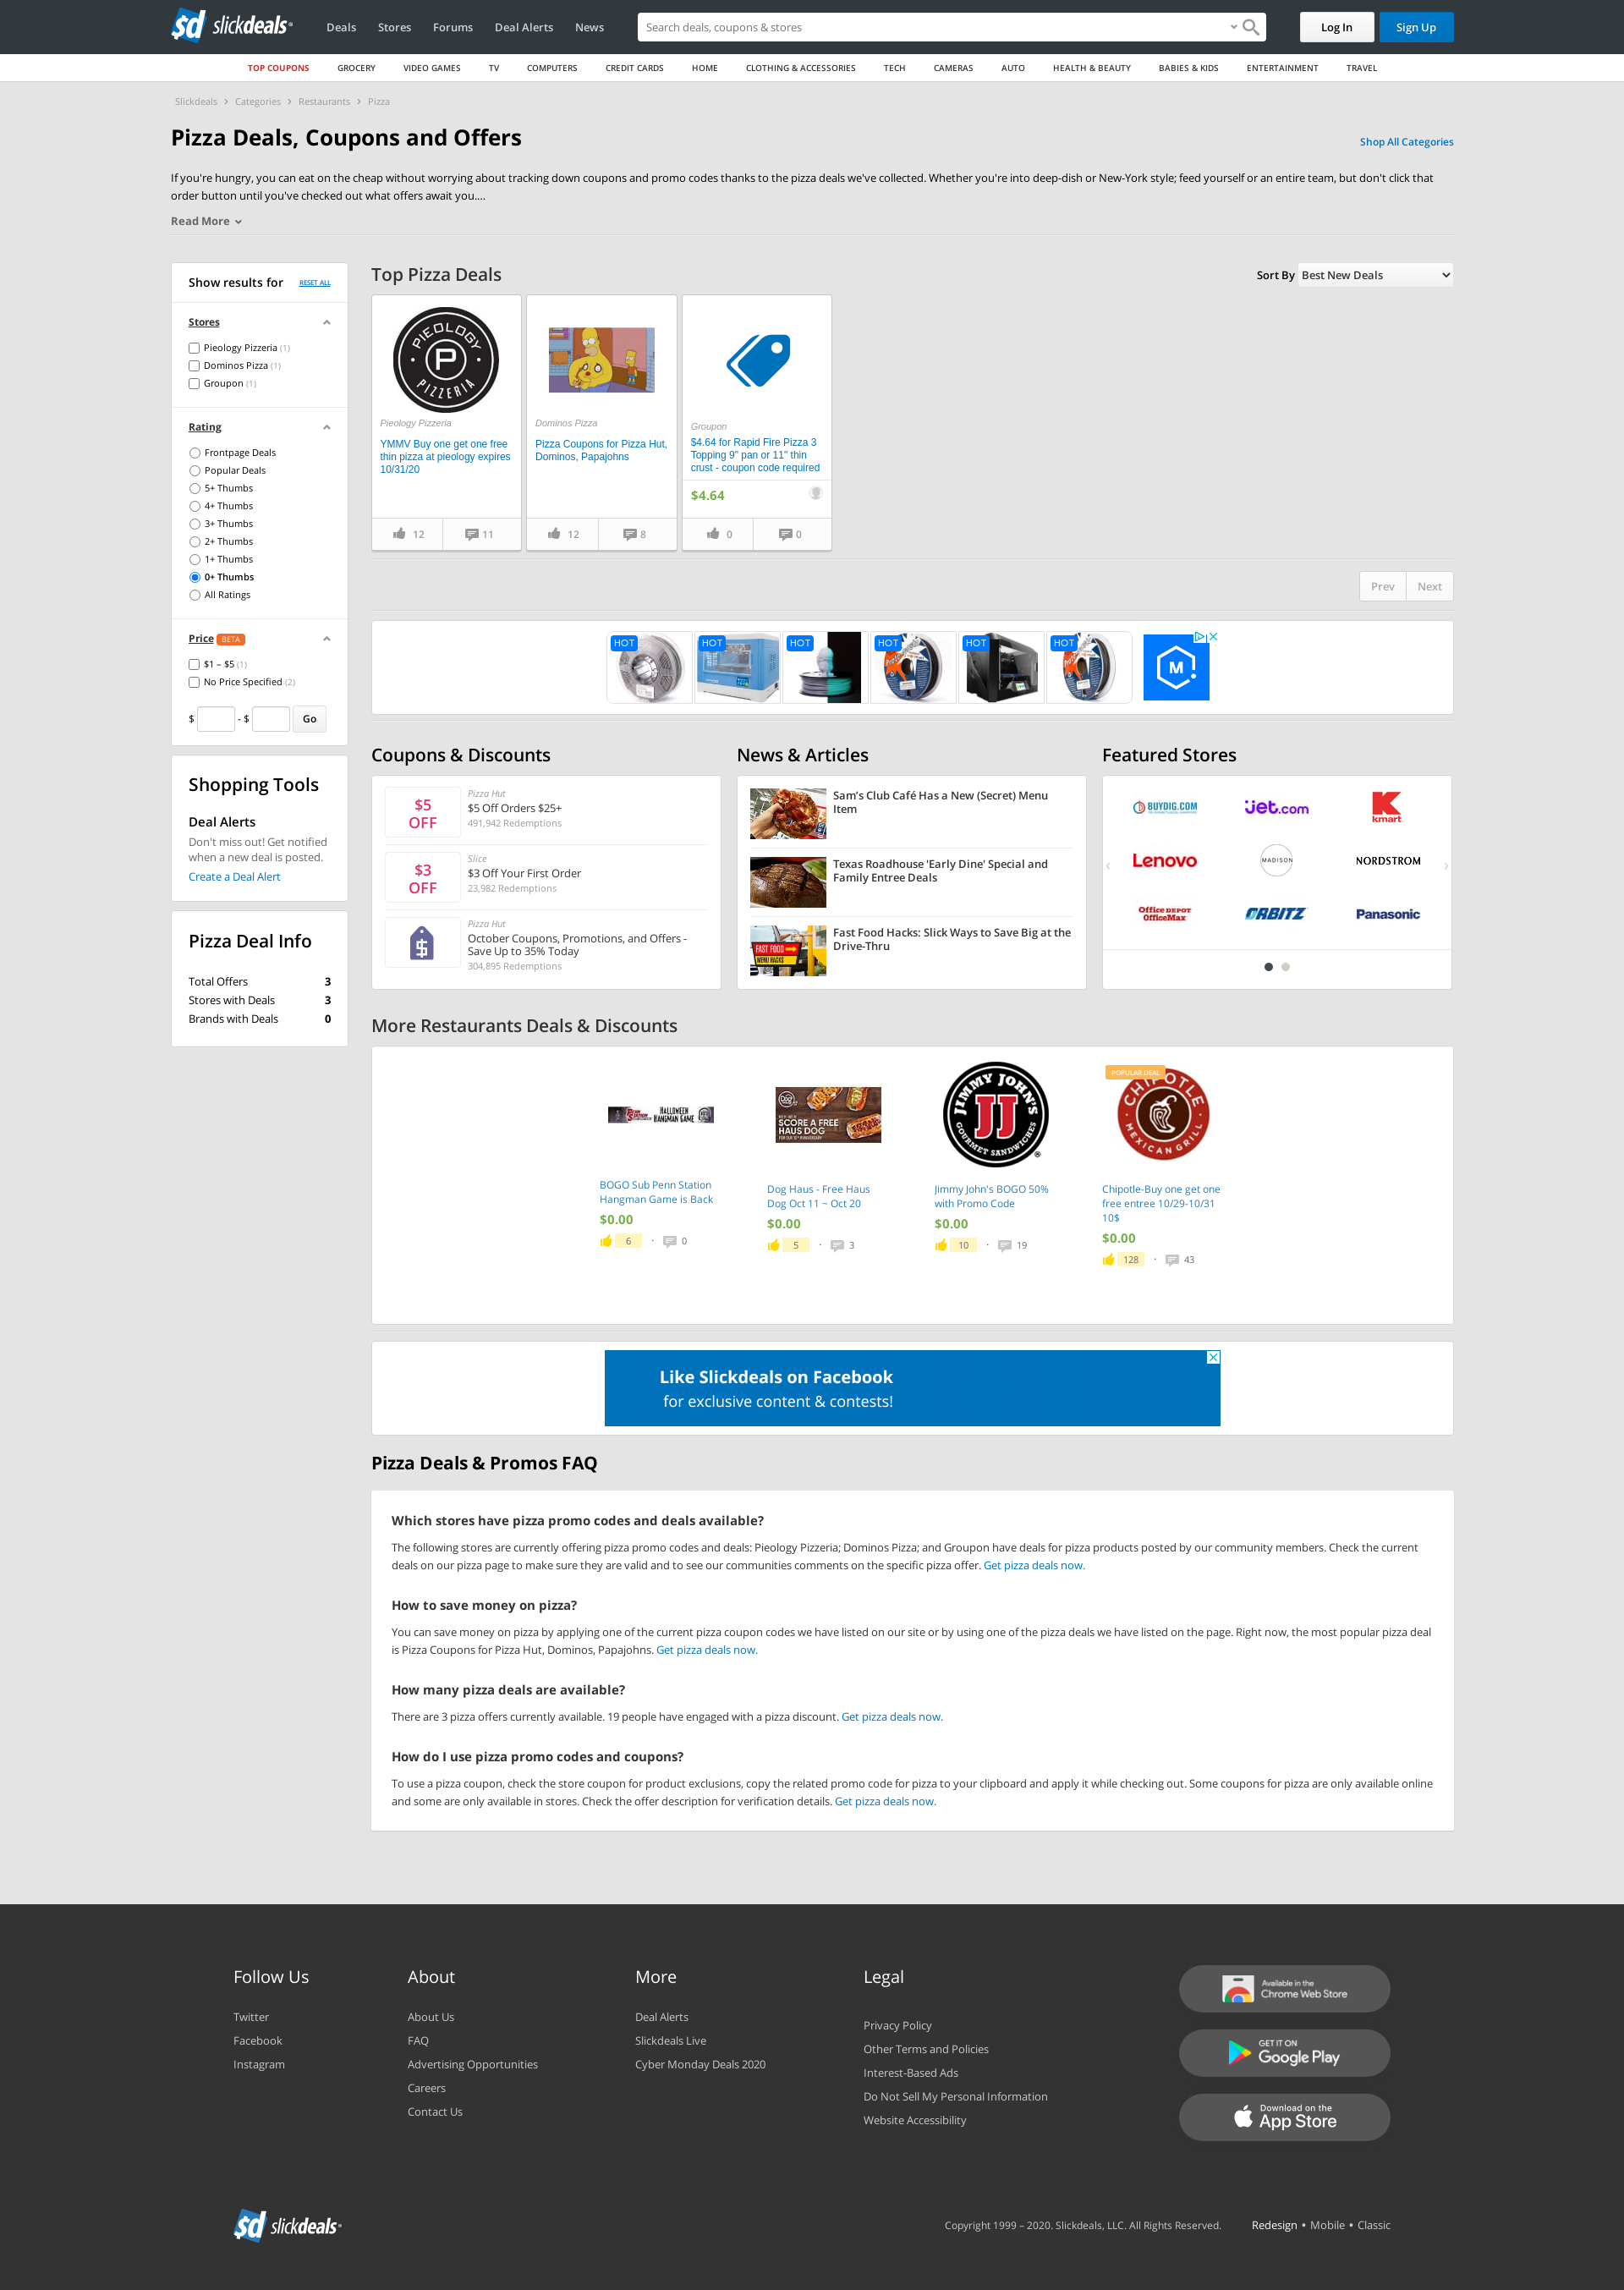 sd slickdeals
Deals
Stores
Forums
Deal Alerts
News
Search deals, coupons & stores
Log In
Sign Up
TOP COUPONS
GROCERY
VIDEO GAMES
TV
COMPUTERS
CREDIT CARDS
HOME
CLOTHING & ACCESSORIES
TECH
CAMERAS
AUTO
HEALTH & BEAUTY
BABIES & KIDS
ENTERTAINMENT
TRAVEL
Slickdeals › Categories › Restaurants › Pizza
Pizza Deals, Coupons and Offers
Shop All Categories
If you're hungry, you can eat on the cheap without worrying about tracking down coupons and promo codes thanks to the pizza deals we've collected. Whether you're into deep-dish or New-York style; feed yourself or an entire team, but don't click that
order button until you've checked out what offers await you....
Read More
Show results for
RESET ALL
Stores
Pieology Pizzeria (1)
Dominos Pizza (1)
Groupon (1)
Rating
Frontpage Deals
Popular Deals
5+ Thumbs
4+ Thumbs
3+ Thumbs
2+ Thumbs
1+ Thumbs
0+ Thumbs
All Ratings
Price BETA
$1 – $5 (1)
No Price Specified (2)
$ - $ Go
Shopping Tools
Deal Alerts
Don't miss out! Get notified
when a new deal is posted.
Create a Deal Alert
Pizza Deal Info
Total Offers 3
Stores with Deals 3
Brands with Deals 0
Top Pizza Deals
Sort By Best New Deals
PIEOLOGY
P
PIZZERIA
Pieology Pizzeria
YMMV Buy one get one free
thin pizza at pieology expires
10/31/20
12
11
Dominos Pizza
Pizza Coupons for Pizza Hut,
Dominos, Papajohns
12
8
Groupon
$4.64 for Rapid Fire Pizza 3
Topping 9" pan or 11" thin
crust - coupon code required
$4.64
0
0
Prev
Next
HOT
HOT
HOT
HOT
HOT
HOT
M
Coupons & Discounts
$5
OFF
Pizza Hut
$5 Off Orders $25+
491,942 Redemptions
$3
OFF
Slice
$3 Off Your First Order
23,982 Redemptions
Pizza Hut
October Coupons, Promotions, and Offers -
Save Up to 35% Today
304,895 Redemptions
News & Articles
Sam's Club Café Has a New (Secret) Menu
Item
Texas Roadhouse 'Early Dine' Special and
Family Entree Deals
FAST FOOD
MENU HACKS
Fast Food Hacks: Slick Ways to Save Big at the
Drive-Thru
Featured Stores
BUYDIG.COM
jet.com
kmart
Lenovo
MADISON
NORDSTROM
Office DEPOT
OfficeMax
ORBITZ
Panasonic
More Restaurants Deals & Discounts
PENN STATION
HALLOWEEN
HANGMAN GAME
BOGO Sub Penn Station
Hangman Game is Back
$0.00
6 · 0
SCORE A FREE
HAUS DOG
Dog Haus - Free Haus
Dog Oct 11 ~ Oct 20
$0.00
5 · 3
JIMMY JOHN'S
JJ
GOURMET SANDWICHES
Jimmy John's BOGO 50%
with Promo Code
$0.00
10 · 19
POPULAR DEAL
CHIPOTLE
MEXICAN GRILL
Chipotle-Buy one get one
free entree 10/29-10/31
10$
$0.00
128 · 43
Like Slickdeals on Facebook
for exclusive content & contests!
Pizza Deals & Promos FAQ
Which stores have pizza promo codes and deals available?
The following stores are currently offering pizza promo codes and deals: Pieology Pizzeria; Dominos Pizza; and Groupon have deals for pizza products posted by our community members. Check the current
deals on our pizza page to make sure they are valid and to see our communities comments on the specific pizza offer. Get pizza deals now.
How to save money on pizza?
You can save money on pizza by applying one of the current pizza coupon codes we have listed on our site or by using one of the pizza deals we have listed on the page. Right now, the most popular pizza deal
is Pizza Coupons for Pizza Hut, Dominos, Papajohns. Get pizza deals now.
How many pizza deals are available?
There are 3 pizza offers currently available. 19 people have engaged with a pizza discount. Get pizza deals now.
How do I use pizza promo codes and coupons?
To use a pizza coupon, check the store coupon for product exclusions, copy the related promo code for pizza to your clipboard and apply it while checking out. Some coupons for pizza are only available online
and some are only available in stores. Check the offer description for verification details. Get pizza deals now.
Follow Us
Twitter
Facebook
Instagram
About
About Us
FAQ
Advertising Opportunities
Careers
Contact Us
More
Deal Alerts
Slickdeals Live
Cyber Monday Deals 2020
Legal
Privacy Policy
Other Terms and Policies
Interest-Based Ads
Do Not Sell My Personal Information
Website Accessibility
Available in the
Chrome Web Store
GET IT ON
Google Play
Download on the
App Store
sd slickdeals
Copyright 1999 – 2020. Slickdeals, LLC. All Rights Reserved.
Redesign • Mobile • Classic